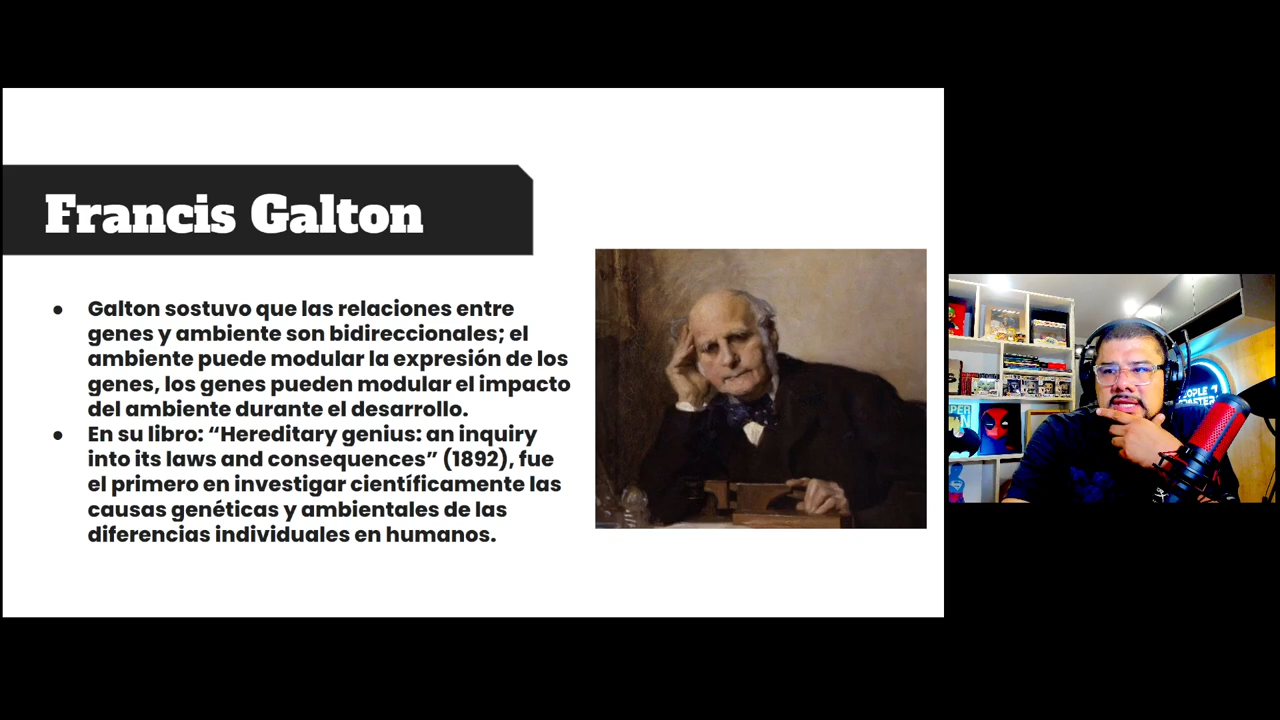 Francis Galton
● Galton sostuvo que las relaciones entre
genes y ambiente son bidireccionales; el
ambiente puede modular la expresión de los
genes, los genes pueden modular el impacto
del ambiente durante el desarrollo.
● En su libro: “Hereditary genius: an inquiry
into its laws and consequences” (1892), fue
el primero en investigar científicamente las
causas genéticas y ambientales de las
diferencias individuales en humanos.